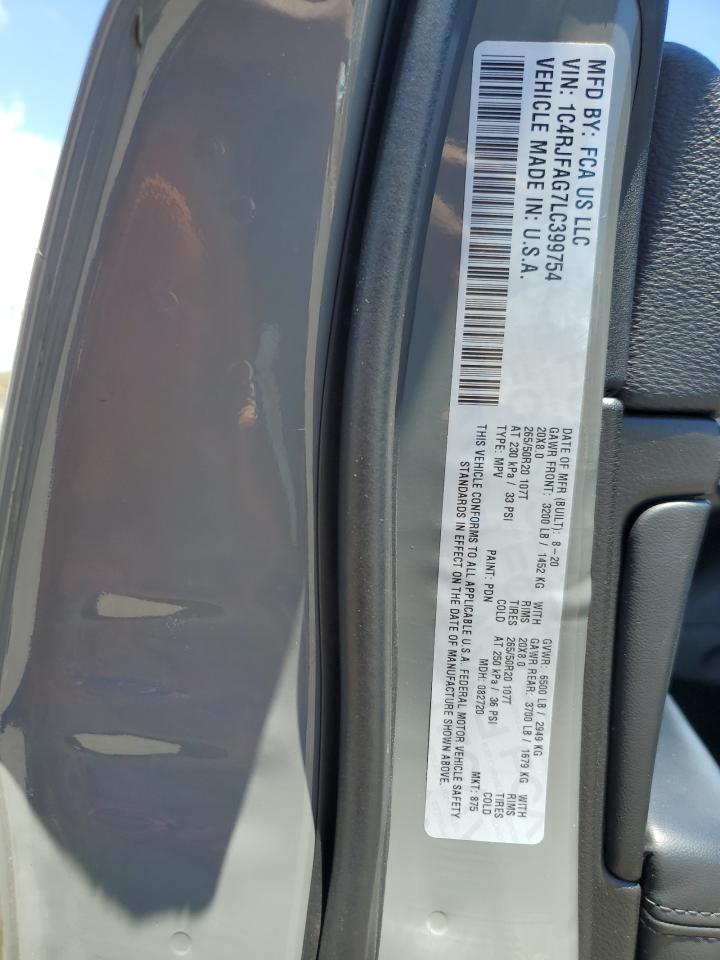 MFD BY: FCA US LLC
VIN: 1C4RJFAG7LC399754
VEHICLE MADE IN: U.S.A.
DATE OF MFR (BUILT): 8-20 GVWR: 6500 LB / 2949 KG
GAWR FRONT: 3200 LB / 1452 KG WITH GAWR REAR: 3700 LB / 1679 KG WITH
20X8.0 RIMS 20X8.0 RIMS
265/50R20 107T TIRES 265/50R20 107T TIRES
AT 230 kPa / 33 PSI COLD AT 250 kPa / 36 PSI COLD
TYPE: MPV PAINT: PDN MDH: 082720 MKT: 875
THIS VEHICLE CONFORMS TO ALL APPLICABLE U.S.A. FEDERAL MOTOR VEHICLE SAFETY
STANDARDS IN EFFECT ON THE DATE OF MANUFACTURE SHOWN ABOVE.